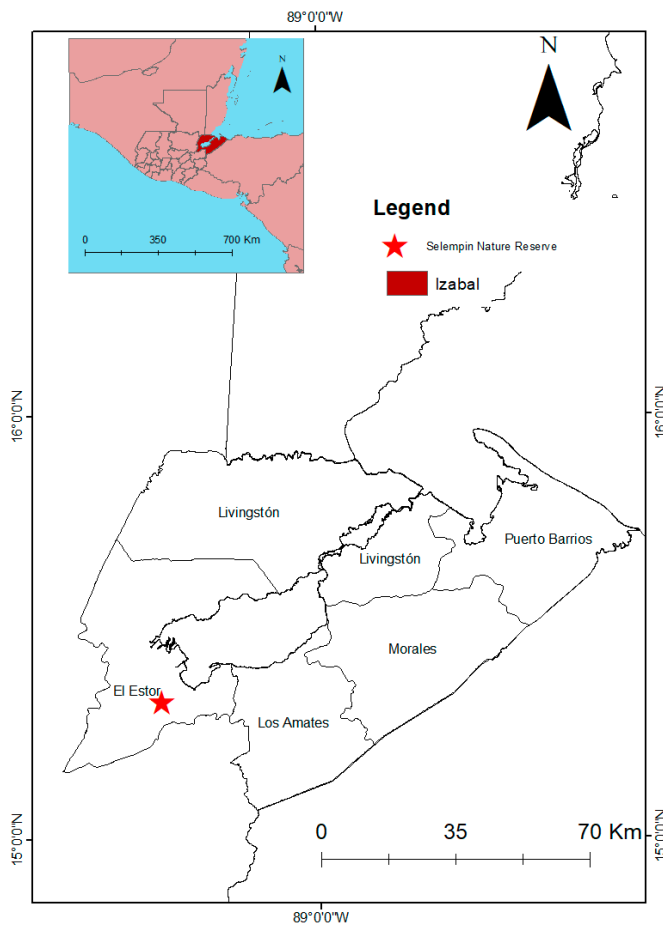 89°0'0"W
N
N
0 350 700 Km
Legend
Selempin Nature Reserve
Izabal
16°0'0"N
16°0'0"N
Livingstón
Livingstón
Puerto Barrios
Morales
El Estor
Los Amates
0 35 70 Km
15°0'0"N
15°0'0"N
89°0'0"W